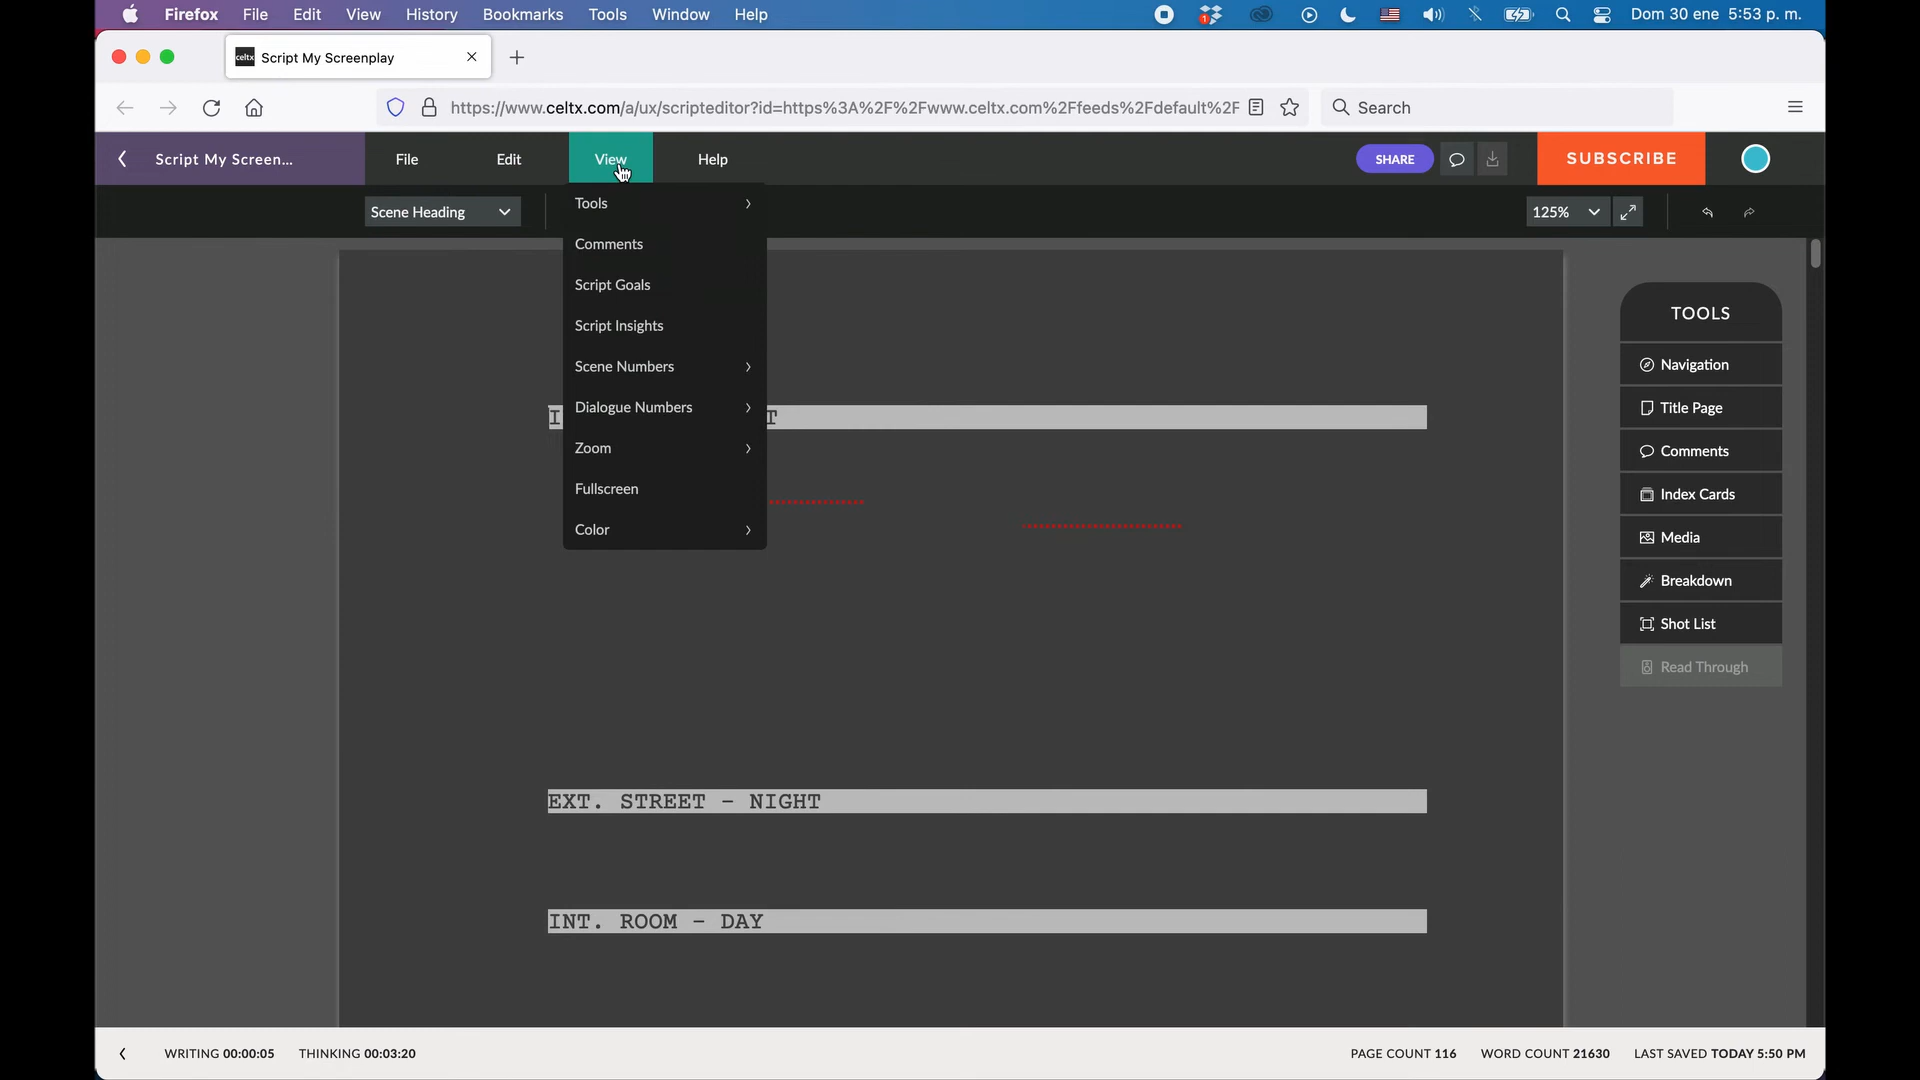 Firefox File Edit View History Bookmarks Tools Window Help 1 Dom 30 ene 5:53 p. m.
celtx Script My Screenplay
https://www.celtx.com/a/ux/scripteditor?id=https%3A%2F%2Fwww.celtx.com%2Ffeeds%2Fdefault%2F Search
Script My Screen... File Edit View Help SHARE SUBSCRIBE
Scene Heading 125%
Tools
Comments
Script Goals
Script Insights
Scene Numbers
Dialogue Numbers
Zoom
Fullscreen
Color
I T
EXT. STREET - NIGHT
INT. ROOM - DAY
TOOLS
Navigation
Title Page
Comments
Index Cards
Media
Breakdown
Shot List
Read Through
WRITING 00:00:05 THINKING 00:03:20 PAGE COUNT 116 WORD COUNT 21630 LAST SAVED TODAY 5:50 PM